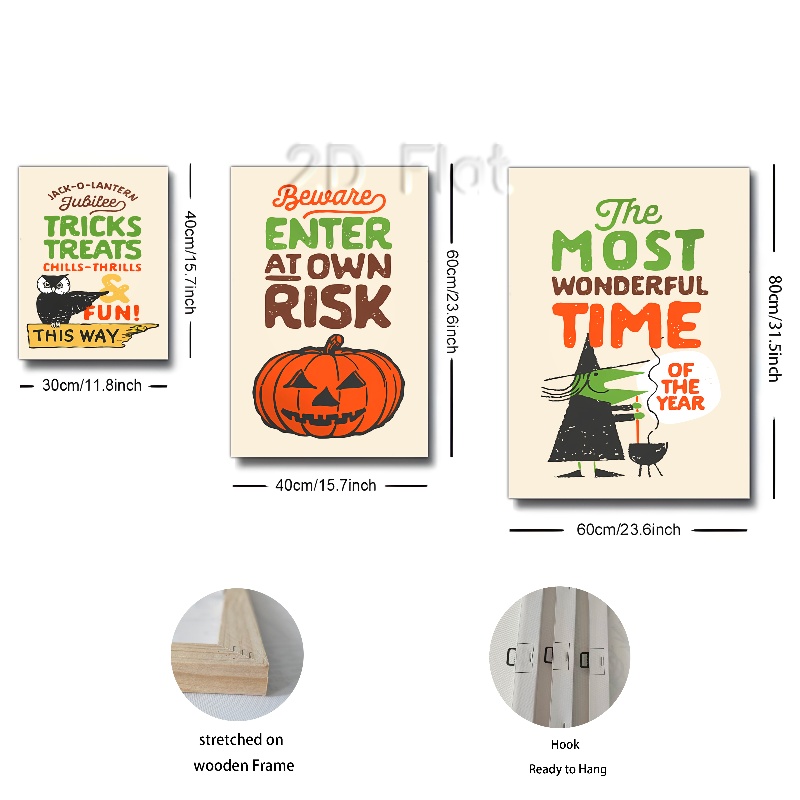 2D Flat
JACK-O-LANTERN
Jubilee
TRICKS
TREATS
CHILLS-THRILLS
&
FUN!
THIS WAY
40cm/15.7inch
30cm/11.8inch
Beware
ENTER
AT OWN
RISK
60cm/23.6inch
40cm/15.7inch
The
MOST
WONDERFUL
TIME
OF
THE
YEAR
80cm/31.5inch
60cm/23.6inch
stretched on
wooden Frame
Hook
Ready to Hang